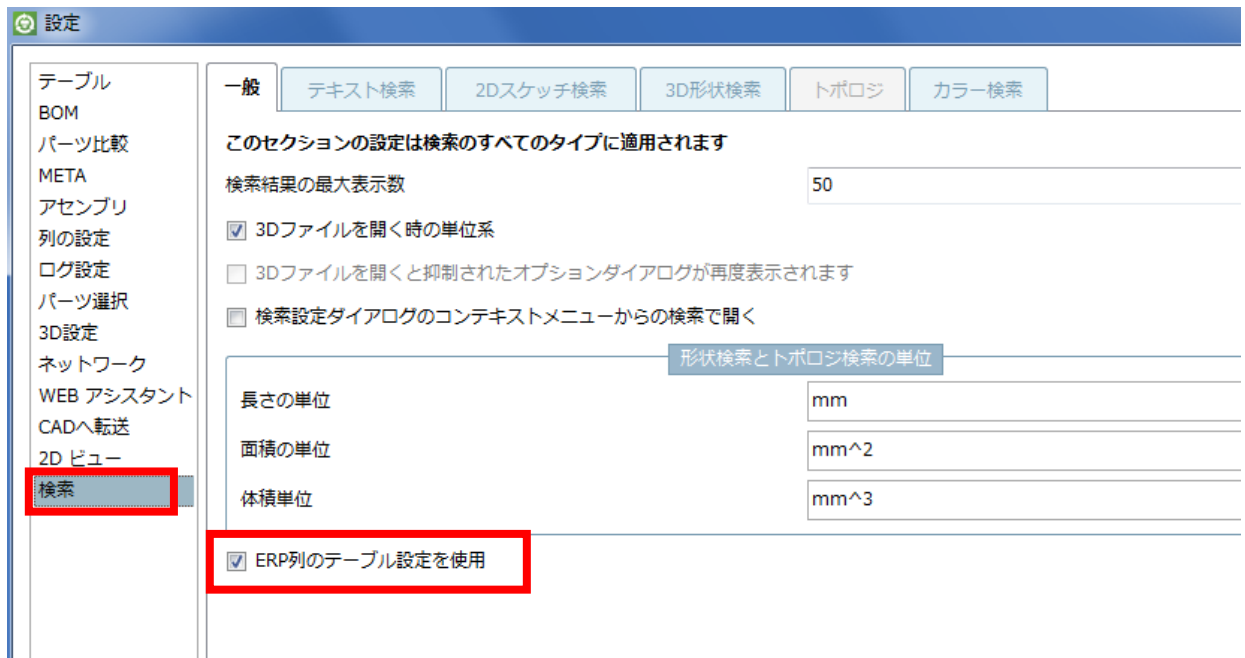 設定
テーブル
BOM
パーツ比較
META
アセンブリ
列の設定
ログ設定
パーツ選択
3D設定
ネットワーク
WEB アシスタント
CADへ転送
2D ビュー
検索
一般 テキスト検索 2Dスケッチ検索 3D形状検索 トポロジ カラー検索
このセクションの設定は検索のすべてのタイプに適用されます
検索結果の最大表示数 50
3Dファイルを開く時の単位系
3Dファイルを開くと抑制されたオプションダイアログが再度表示されます
検索設定ダイアログのコンテキストメニューからの検索で開く
形状検索とトポロジ検索の単位
長さの単位 mm
面積の単位 mm^2
体積単位 mm^3
ERP列のテーブル設定を使用